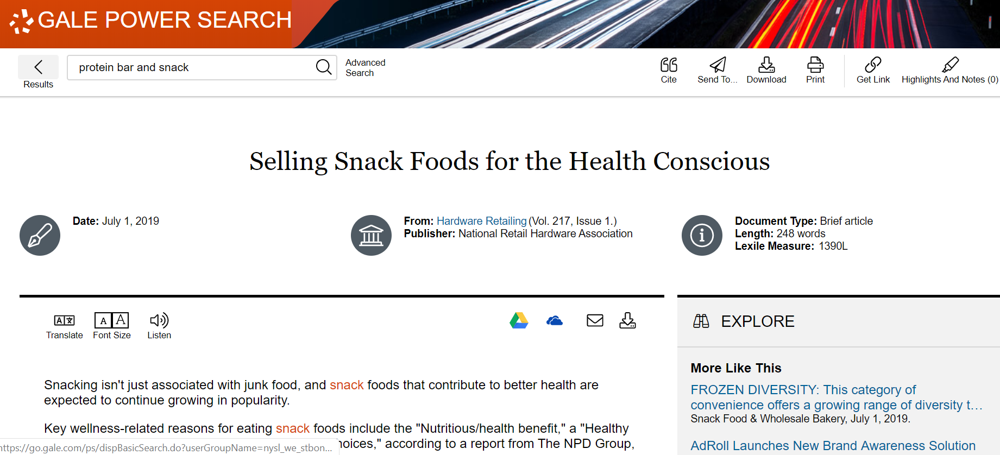 GALE POWER SEARCH
Results
protein bar and snack
Advanced
Search
Cite
Send To...
Download
Print
Get Link
Highlights And Notes (0)
Selling Snack Foods for the Health Conscious
Date: July 1, 2019
From: Hardware Retailing (Vol. 217, Issue 1.)
Publisher: National Retail Hardware Association
Document Type: Brief article
Length: 248 words
Lexile Measure: 1390L
Translate
Font Size
Listen
Snacking isn't just associated with junk food, and snack foods that contribute to better health are
expected to continue growing in popularity.
Key wellness-related reasons for eating snack foods include the "Nutritious/health benefit," a "Healthy
hoices," according to a report from The NPD Group,
https://go.gale.com/ps/dispBasicSearch.do?userGroupName=nysl_we_stbon...
EXPLORE
More Like This
FROZEN DIVERSITY: This category of
convenience offers a growing range of diversity t...
Snack Food & Wholesale Bakery, July 1, 2019.
AdRoll Launches New Brand Awareness Solution